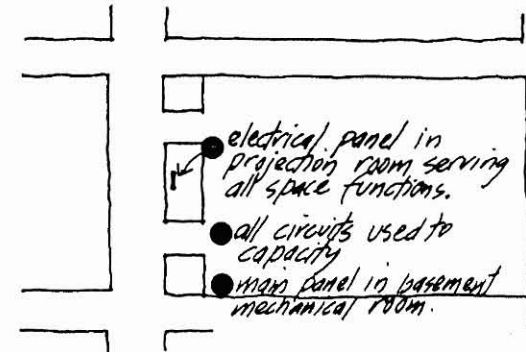 electrical panel in
projection room serving
all space functions.
all circuits used to
capacity
main panel in basement
mechanical room.